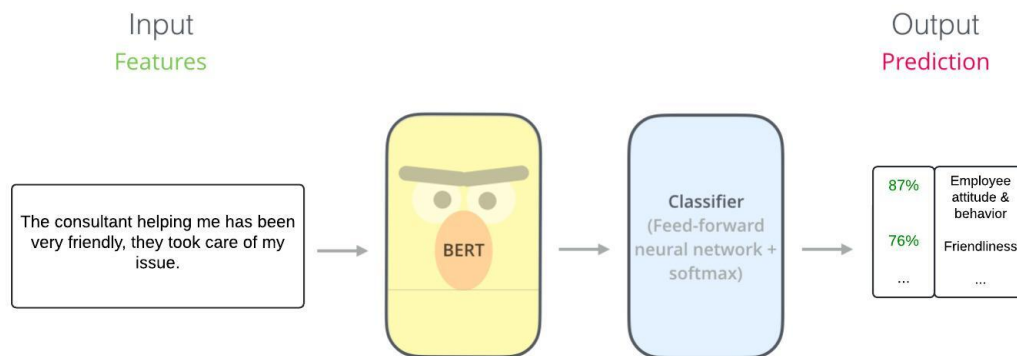 Input
Features
Output
Prediction
The consultant helping me has been
very friendly, they took care of my
issue.
BERT
Classifier
(Feed-forward
neural network +
softmax)
87%
Employee
attitude &
behavior
76%
Friendliness
...
...